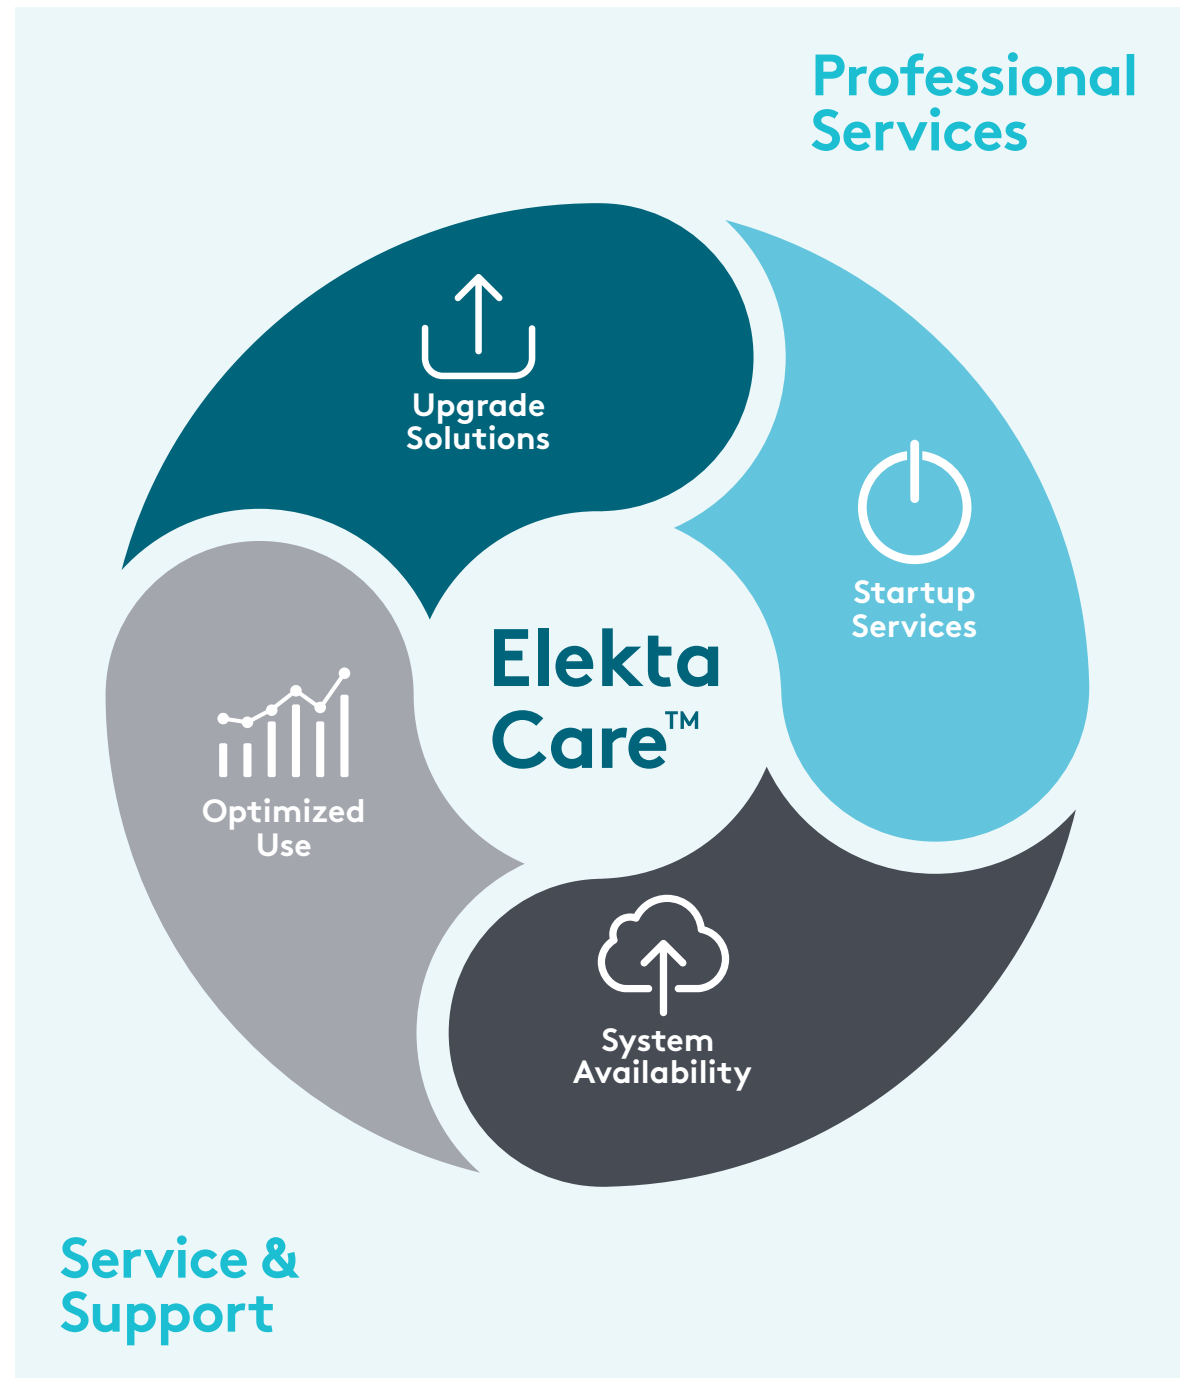 Professional
Services
Upgrade
Solutions
Startup
Services
Elekta
Care™
Optimized
Use
System
Availability
Service &
Support